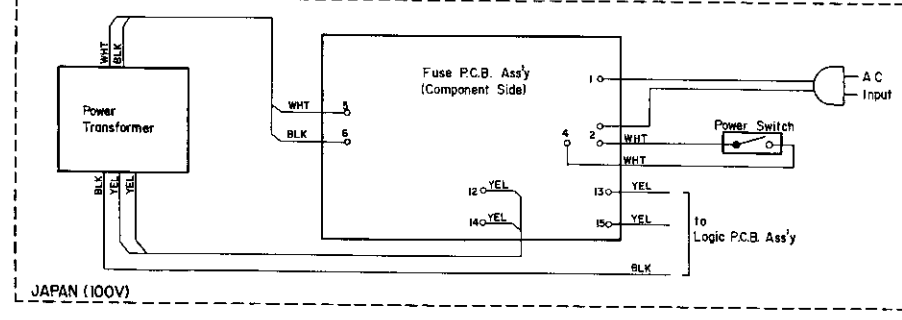 WHT
BLK
Power
Transformer
BLK
YEL
YEL
Fuse P.C.B. Ass'y
(Component Side)
WHT 5
BLK 6
1
2
4
WHT
WHT
Power Switch
AC
Input
12 YEL
14 YEL
13 YEL
15 YEL
to
Logic P.C.B. Ass'y
BLK
JAPAN (100V)